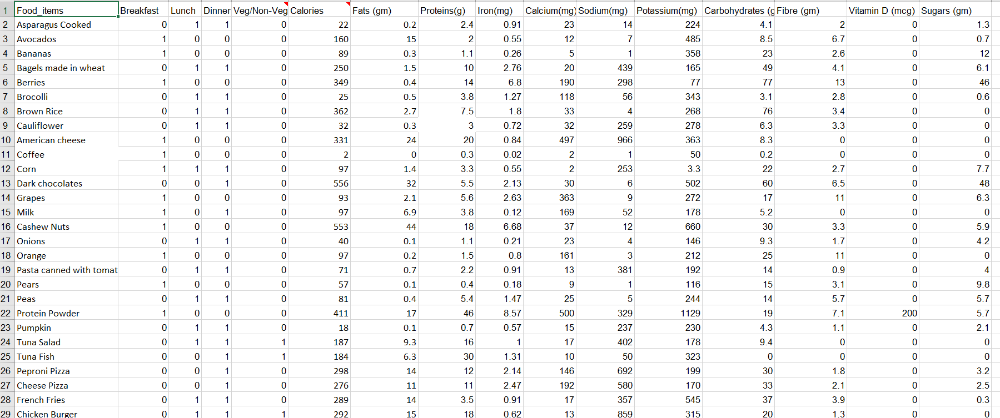 1 Food_items Breakfast Lunch Dinner Veg/Non-Veg Calories Fats (gm) Proteins(g) Iron(mg) Calcium(mg) Sodium(mg) Potassium(mg) Carbohydrates (g Fibre (gm) Vitamin D (mcg) Sugars (gm)
2 Asparagus Cooked 0 1 1 0 22 0.2 2.4 0.91 23 14 224 4.1 2 0 1.3
3 Avocados 1 0 0 0 160 15 2 0.55 12 7 485 8.5 6.7 0 0.7
4 Bananas 1 0 0 0 89 0.3 1.1 0.26 5 1 358 23 2.6 0 12
5 Bagels made in wheat 0 1 1 0 250 1.5 10 2.76 20 439 165 49 4.1 0 6.1
6 Berries 1 0 0 0 349 0.4 14 6.8 190 298 77 77 13 0 46
7 Brocolli 0 1 1 0 25 0.5 3.8 1.27 118 56 343 3.1 2.8 0 0.6
8 Brown Rice 0 1 1 0 362 2.7 7.5 1.8 33 4 268 76 3.4 0 0
9 Cauliflower 0 1 1 0 32 0.3 3 0.72 32 259 278 6.3 3.3 0 0
10 American cheese 1 0 0 0 331 24 20 0.84 497 966 363 8.3 0 0 0
11 Coffee 1 0 0 0 2 0 0.3 0.02 2 1 50 0.2 0 0 0
12 Corn 1 1 1 0 97 1.4 3.3 0.55 2 253 3.3 22 2.7 0 7.7
13 Dark chocolates 0 0 1 0 556 32 5.5 2.13 30 6 502 60 6.5 0 48
14 Grapes 1 0 0 0 93 2.1 5.6 2.63 363 9 272 17 11 0 6.3
15 Milk 1 0 1 0 97 6.9 3.8 0.12 169 52 178 5.2 0 0 0
16 Cashew Nuts 1 0 0 0 553 44 18 6.68 37 12 660 30 3.3 0 5.9
17 Onions 0 1 1 0 40 0.1 1.1 0.21 23 4 146 9.3 1.7 0 4.2
18 Orange 1 0 0 0 97 0.2 1.5 0.8 161 3 212 25 11 0 0
19 Pasta canned with tomat 0 1 1 0 71 0.7 2.2 0.91 13 381 192 14 0.9 0 4
20 Pears 1 0 0 0 57 0.1 0.4 0.18 9 1 116 15 3.1 0 9.8
21 Peas 0 1 1 0 81 0.4 5.4 1.47 25 5 244 14 5.7 0 5.7
22 Protein Powder 1 0 0 0 411 17 46 8.57 500 329 1129 19 7.1 200 5.7
23 Pumpkin 0 1 1 0 18 0.1 0.7 0.57 15 237 230 4.3 1.1 0 2.1
24 Tuna Salad 0 1 1 1 187 9.3 16 1 17 402 178 9.4 0 0 0
25 Tuna Fish 0 0 1 1 184 6.3 30 1.31 10 50 323 0 0 0 0
26 Peproni Pizza 0 0 1 0 298 14 12 2.14 146 692 199 30 1.8 0 3.2
27 Cheese Pizza 0 0 1 0 276 11 11 2.47 192 580 170 33 2.1 0 2.5
28 French Fries 0 1 1 0 289 14 3.5 0.91 17 357 545 37 3.9 0 0.3
29 Chicken Burger 0 1 1 1 292 15 18 0.62 13 859 315 20 1.3 0 0